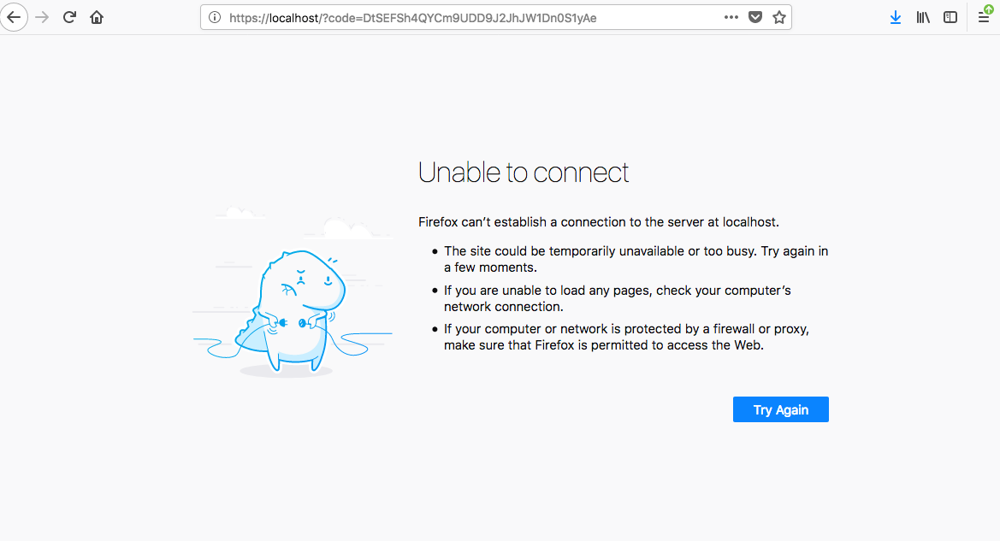 https://localhost/?code=DtSEFSh4QYCm9UDD9J2JhJW1Dn0S1yAe
Unable to connect
Firefox can’t establish a connection to the server at localhost.
• The site could be temporarily unavailable or too busy. Try again in
a few moments.
• If you are unable to load any pages, check your computer’s
network connection.
• If your computer or network is protected by a firewall or proxy,
make sure that Firefox is permitted to access the Web.
Try Again